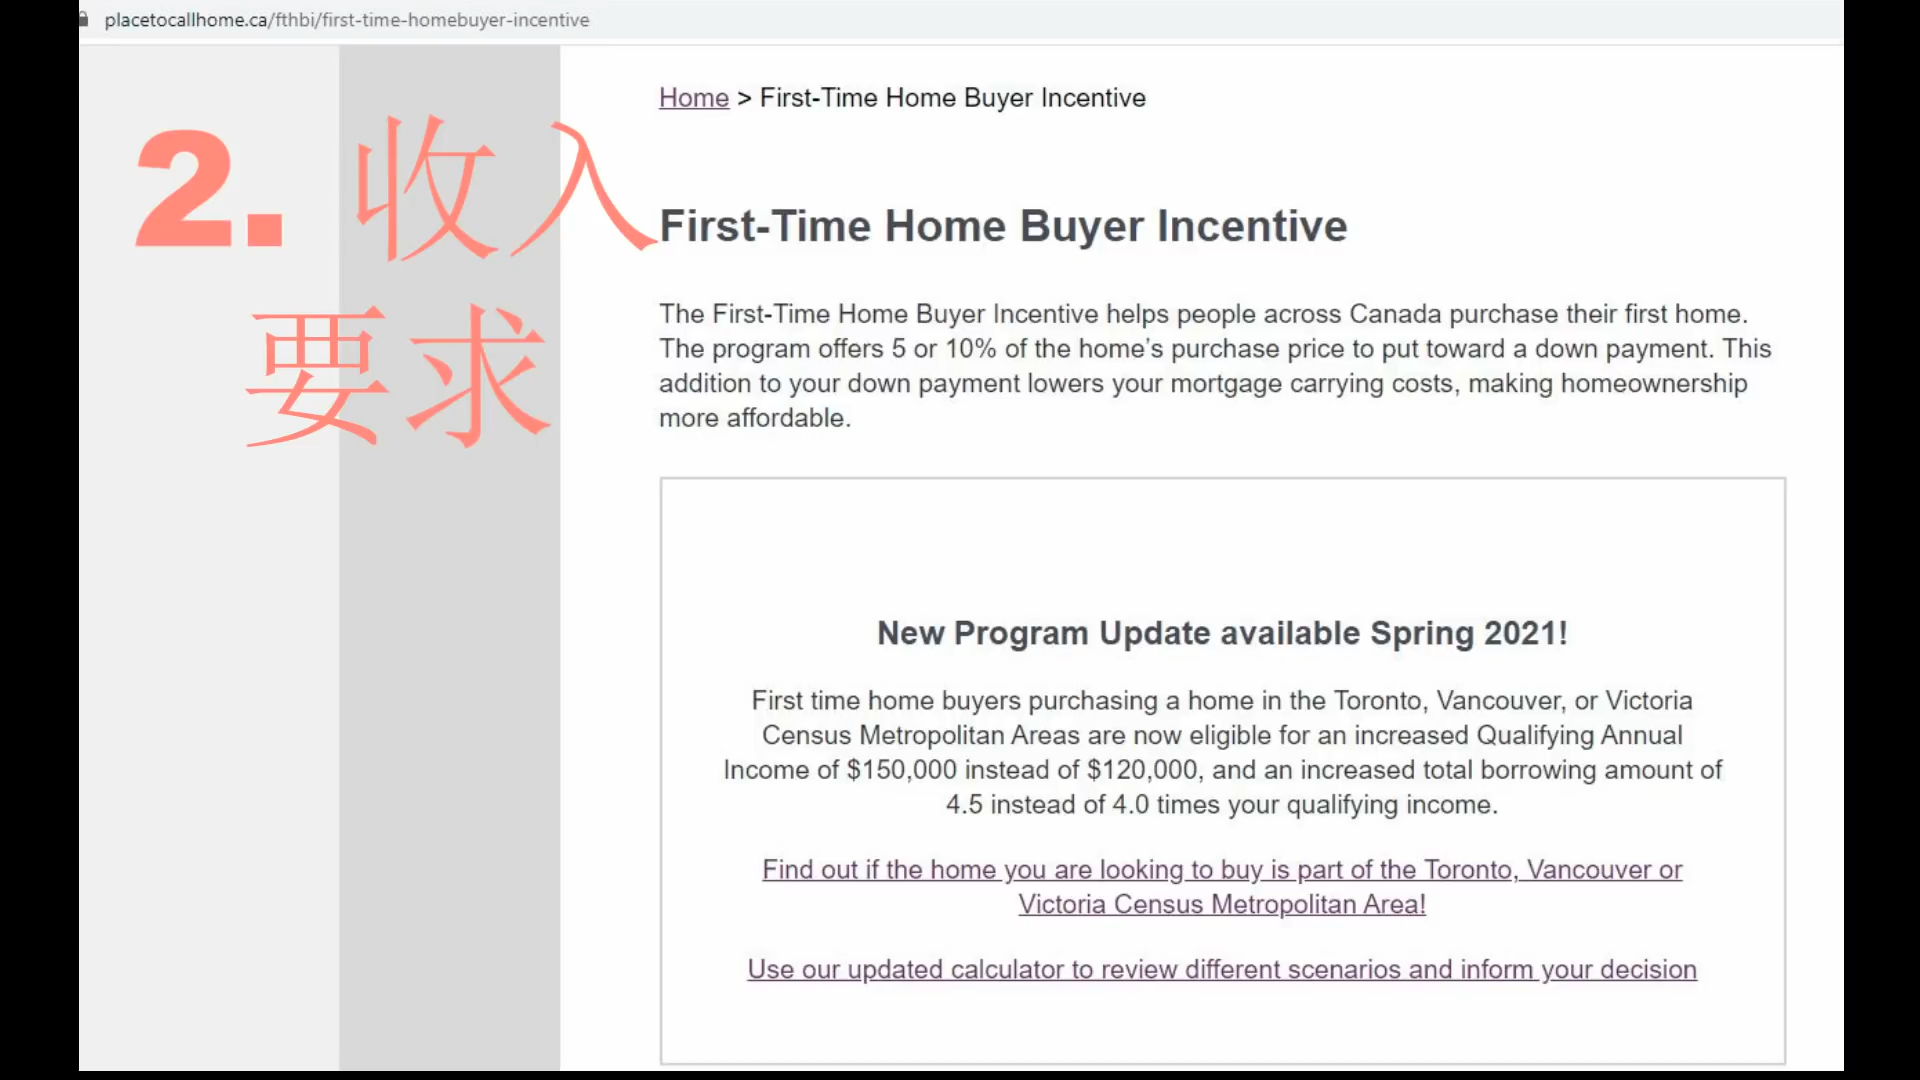 placetocallhome.ca/fthbi/first-time-homebuyer-incentive
Home > First-Time Home Buyer Incentive
2. 收入
要求
First-Time Home Buyer Incentive
The First-Time Home Buyer Incentive helps people across Canada purchase their first home.
The program offers 5 or 10% of the home’s purchase price to put toward a down payment. This
addition to your down payment lowers your mortgage carrying costs, making homeownership
more affordable.
New Program Update available Spring 2021!
First time home buyers purchasing a home in the Toronto, Vancouver, or Victoria
Census Metropolitan Areas are now eligible for an increased Qualifying Annual
Income of $150,000 instead of $120,000, and an increased total borrowing amount of
4.5 instead of 4.0 times your qualifying income.
Find out if the home you are looking to buy is part of the Toronto, Vancouver or
Victoria Census Metropolitan Area!
Use our updated calculator to review different scenarios and inform your decision